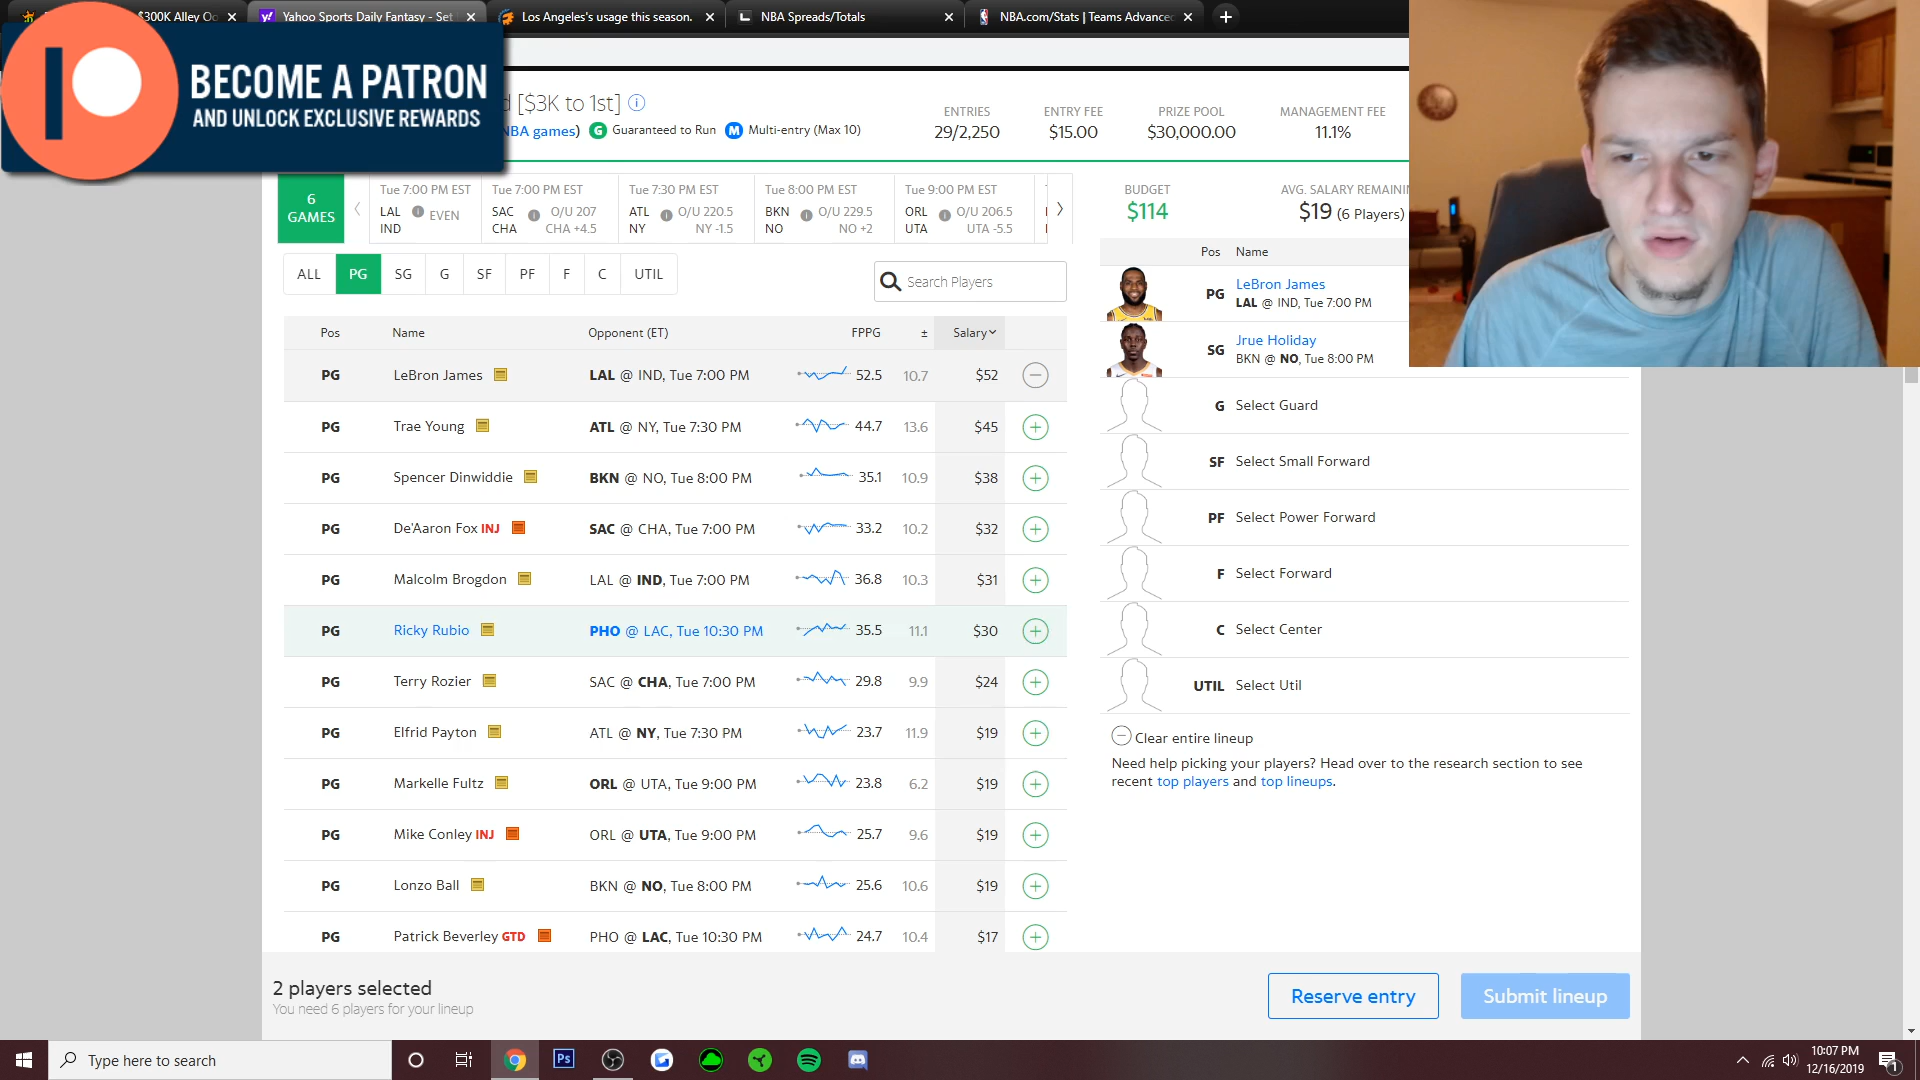 $300K Alley Oo
Yahoo Sports Daily Fantasy - Set
Los Angeles's usage this season.
NBA Spreads/Totals
NBA.com/Stats | Teams Advanced
BECOME A PATRON
AND UNLOCK EXCLUSIVE REWARDS
d [$3K to 1st]
NBA games) G Guaranteed to Run M Multi-entry (Max 10)
ENTRIES ENTRY FEE PRIZE POOL MANAGEMENT FEE
29/2,250 $15.00 $30,000.00 11.1%
6 GAMES
Tue 7:00 PM EST
LAL EVEN
IND
Tue 7:00 PM EST
SAC O/U 207
CHA CHA +4.5
Tue 7:30 PM EST
ATL O/U 220.5
NY NY -1.5
Tue 8:00 PM EST
BKN O/U 229.5
NO NO +2
Tue 9:00 PM EST
ORL O/U 206.5
UTA UTA -5.5
BUDGET AVG. SALARY REMAININ
$114 $19 (6 Players)
ALL PG SG G SF PF F C UTIL
Search Players
Pos Name Opponent (ET) FPPG ± Salary
PG LeBron James LAL @ IND, Tue 7:00 PM 52.5 10.7 $52
PG Trae Young ATL @ NY, Tue 7:30 PM 44.7 13.6 $45
PG Spencer Dinwiddie BKN @ NO, Tue 8:00 PM 35.1 10.9 $38
PG De'Aaron Fox INJ SAC @ CHA, Tue 7:00 PM 33.2 10.2 $32
PG Malcolm Brogdon LAL @ IND, Tue 7:00 PM 36.8 10.3 $31
PG Ricky Rubio PHO @ LAC, Tue 10:30 PM 35.5 11.1 $30
PG Terry Rozier SAC @ CHA, Tue 7:00 PM 29.8 9.9 $24
PG Elfrid Payton ATL @ NY, Tue 7:30 PM 23.7 11.9 $19
PG Markelle Fultz ORL @ UTA, Tue 9:00 PM 23.8 6.2 $19
PG Mike Conley INJ ORL @ UTA, Tue 9:00 PM 25.7 9.6 $19
PG Lonzo Ball BKN @ NO, Tue 8:00 PM 25.6 10.6 $19
PG Patrick Beverley GTD PHO @ LAC, Tue 10:30 PM 24.7 10.4 $17
Pos Name
PG LeBron James
LAL @ IND, Tue 7:00 PM
SG Jrue Holiday
BKN @ NO, Tue 8:00 PM
G Select Guard
SF Select Small Forward
PF Select Power Forward
F Select Forward
C Select Center
UTIL Select Util
Clear entire lineup
Need help picking your players? Head over to the research section to see
recent top players and top lineups.
2 players selected
You need 6 players for your lineup
Reserve entry
Submit lineup
Type here to search
Ps
10:07 PM
12/16/2019
1